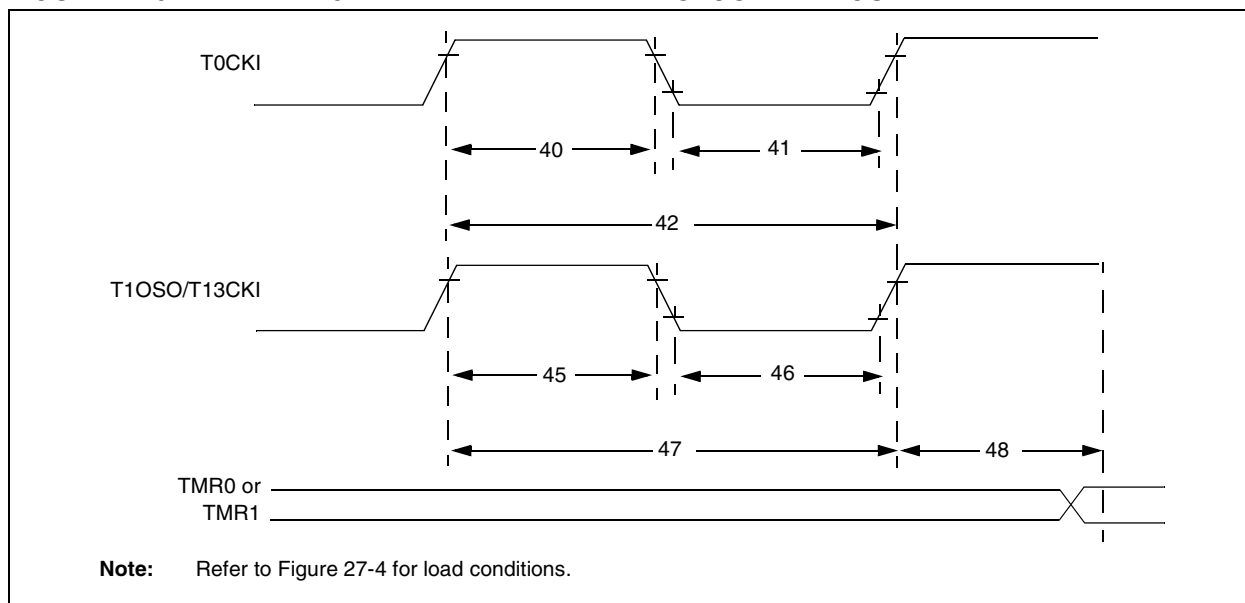 T0CKI
40
41
42
T1OSO/T13CKI
45
46
47
48
TMR0 or
TMR1
Note: Refer to Figure 27-4 for load conditions.